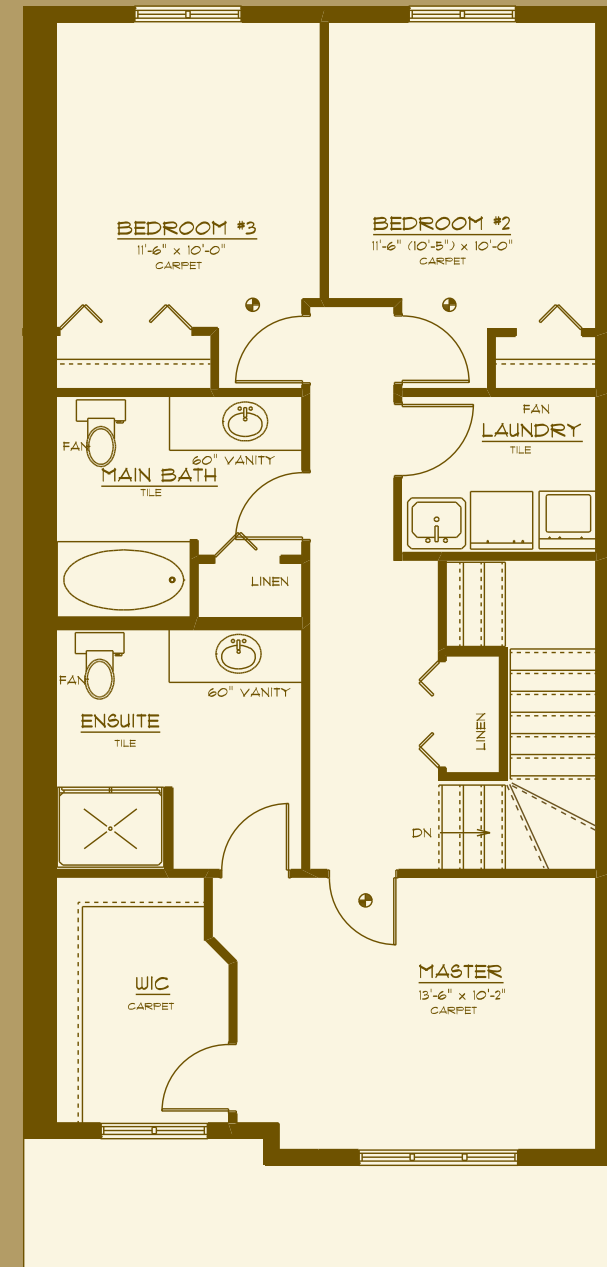 BEDROOM #3
11'-6" x 10'-0"
CARPET
BEDROOM #2
11'-6" (10'-5") x 10'-0"
CARPET
FAN
LAUNDRY
TILE
FAN
60" VANITY
MAIN BATH
TILE
LINEN
FAN
60" VANITY
ENSUITE
TILE
LINEN
DN
WIC
CARPET
MASTER
13'-6" x 10'-2"
CARPET